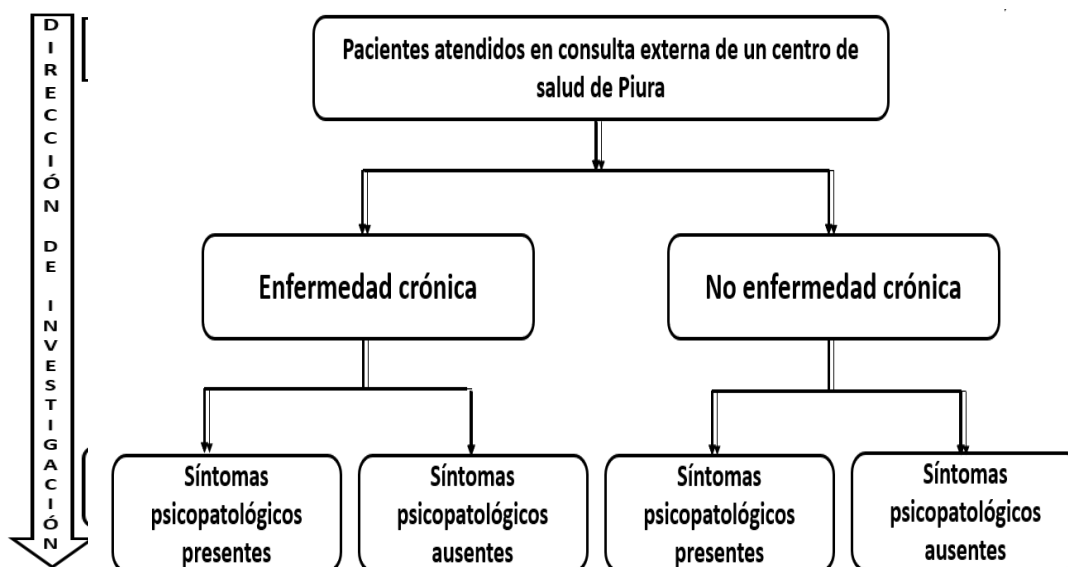 DIRECCIÓN DE INVESTIGACIÓN
Pacientes atendidos en consulta externa de un centro de
salud de Piura
Enfermedad crónica
No enfermedad crónica
Síntomas
psicopatológicos
presentes
Síntomas
psicopatológicos
ausentes
Síntomas
psicopatológicos
presentes
Síntomas
psicopatológicos
ausentes